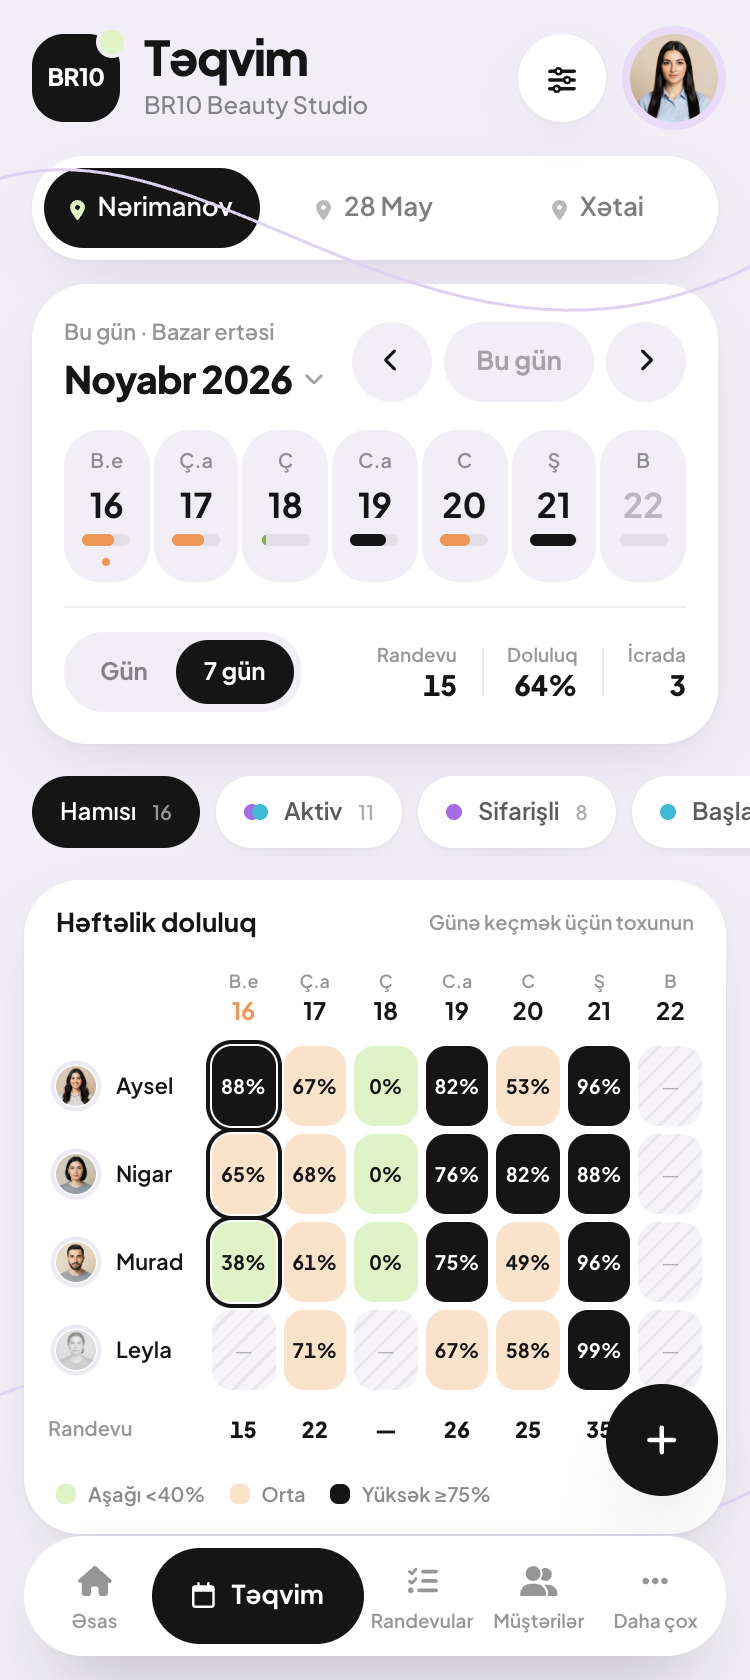 BR10
Təqvim
BR10 Beauty Studio
Nərimanov
28 May
Xətai
Bu gün · Bazar ertəsi
Noyabr 2026
Bu gün
B.e Ç.a Ç C.a C Ş B
16 17 18 19 20 21 22
Gün
7 gün
Randevu Doluluq İcrada
15 64% 3
Hamısı 16
Aktiv 11
Sifarişli 8
Başla
Həftəlik doluluq
Günə keçmək üçün toxunun
B.e Ç.a Ç C.a C Ş B
16 17 18 19 20 21 22
Aysel 88% 67% 0% 82% 53% 96% —
Nigar 65% 68% 0% 76% 82% 88% —
Murad 38% 61% 0% 75% 49% 96% —
Leyla — 71% — 67% 58% 99% —
Randevu 15 22 — 26 25 35
Aşağı <40% Orta Yüksək ≥75%
Əsas Təqvim Randevular Müştərilər Daha çox